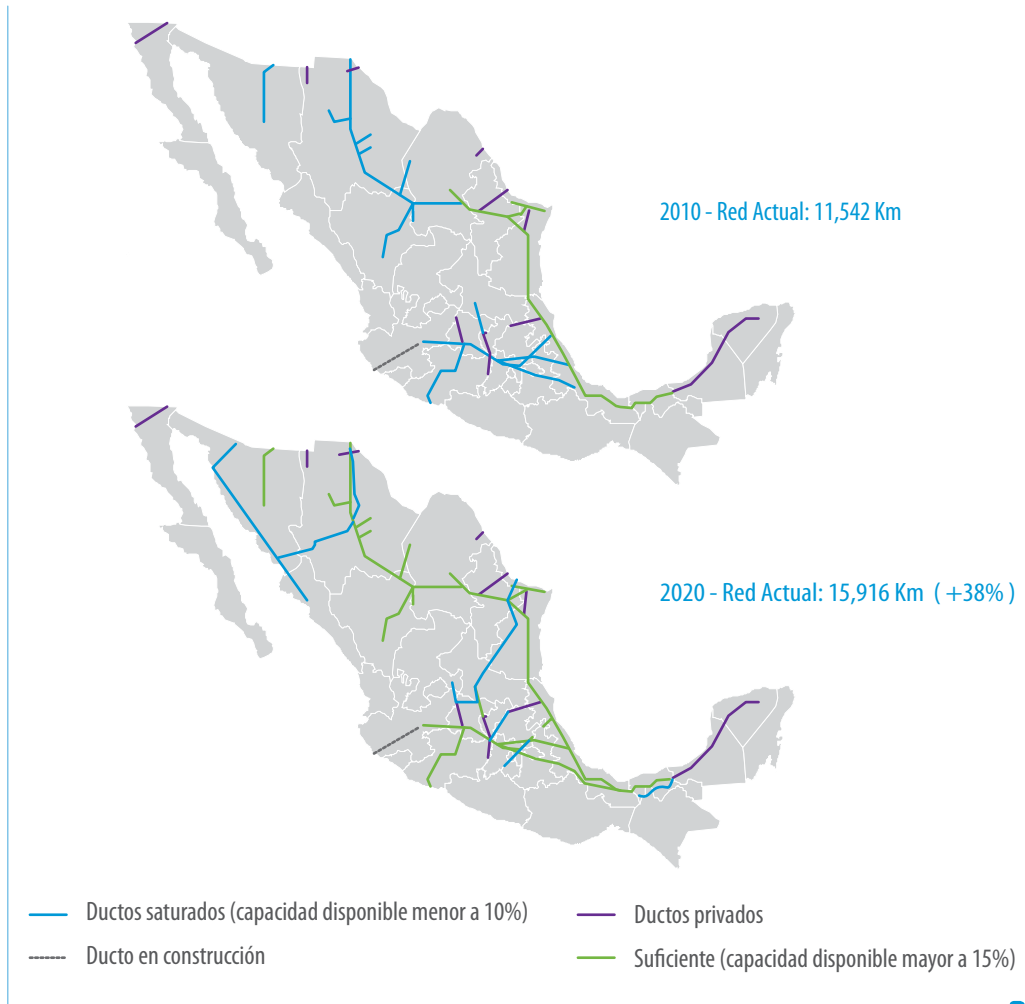 2010 - Red Actual: 11,542 Km
2020 - Red Actual: 15,916 Km ( +38% )
Ductos saturados (capacidad disponible menor a 10%)
Ductos privados
Ducto en construcción
Suficiente (capacidad disponible mayor a 15%)